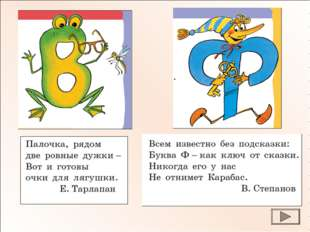 В
Палочка, рядом
две ровные дужки –
Вот и готовы
очки для лягушки.
Е. Тарлапан
Ф
Всем известно без подсказки:
Буква Ф – как ключ от сказки.
Никогда его у нас
Не отнимет Карабас.
В. Степанов